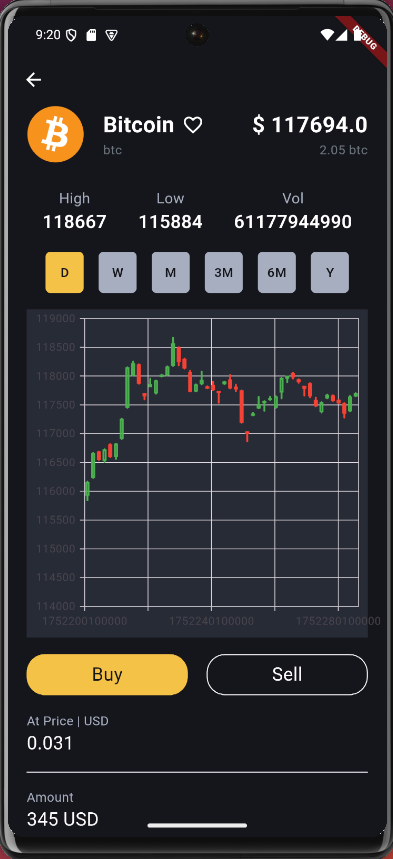 9:20
DEBUG
Bitcoin
$ 117694.0
btc
2.05 btc
High
Low
Vol
118667
115884
61177944990
D
W
M
3M
6M
Y
119000
118500
118000
117500
117000
116500
116000
115500
115000
114500
114000
1752200100000
1752240100000
1752280100000
Buy
Sell
At Price | USD
0.031
Amount
345 USD